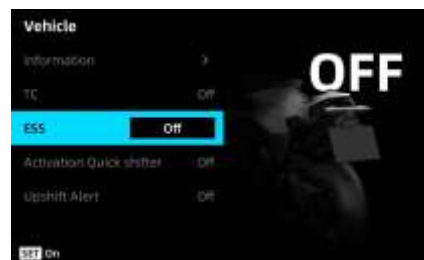 Vehicle
Information >
TC Off
OFF
ESS Off
Activation Quick shifter Off
Upshift Alert Off
SET On